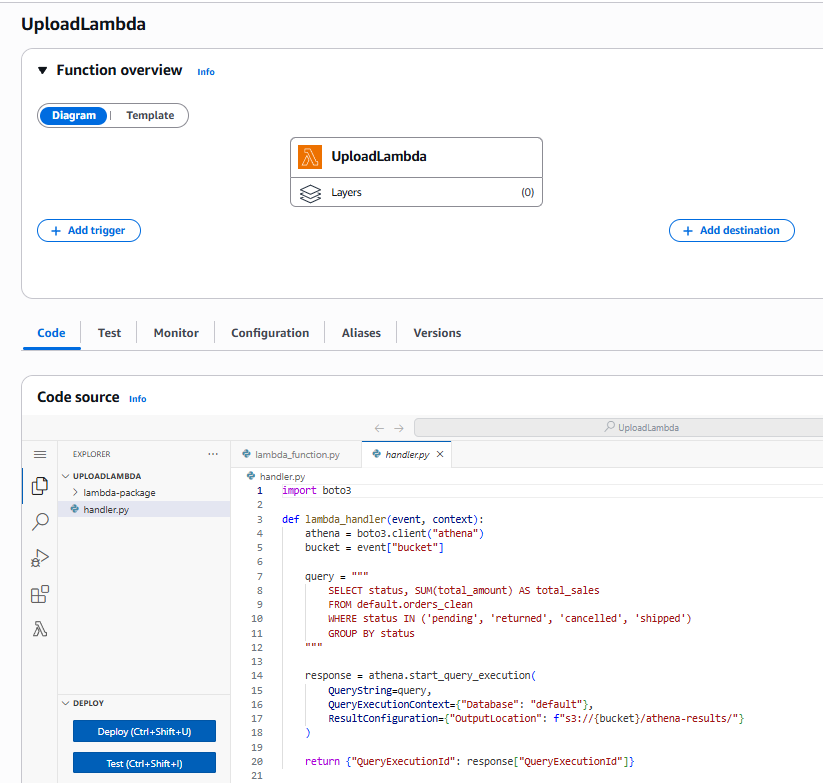 UploadLambda
Function overview Info
Diagram Template
UploadLambda
Layers (0)
Add trigger
Add destination
Code Test Monitor Configuration Aliases Versions
Code source Info
UploadLambda
EXPLORER ...
lambda_function.py handler.py
UPLOADLAMBDA
lambda-package
handler.py
handler.py
1 import boto3
2
3 def lambda_handler(event, context):
4 athena = boto3.client("athena")
5 bucket = event["bucket"]
6
7 query = """
8 SELECT status, SUM(total_amount) AS total_sales
9 FROM default.orders_clean
10 WHERE status IN ('pending', 'returned', 'cancelled', 'shipped')
11 GROUP BY status
12 """
13
14 response = athena.start_query_execution(
15 QueryString=query,
16 QueryExecutionContext={"Database": "default"},
17 ResultConfiguration={"OutputLocation": f"s3://{bucket}/athena-results/"}
18 )
19
20 return {"QueryExecutionId": response["QueryExecutionId"]}
21
DEPLOY
Deploy (Ctrl+Shift+U)
Test (Ctrl+Shift+I)